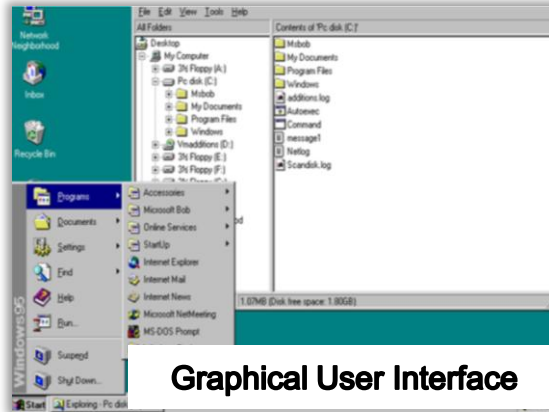 File Edit View Tools Help
All Folders
Contents of 'Pc disk (C:)'
Network
Neighborhood
Inbox
Recycle Bin
Desktop
My Computer
3½ Floppy (A:)
Pc disk (C:)
Msbob
My Documents
Program Files
Windows
Vmadditions (D:)
3½ Floppy (E:)
3½ Floppy (F:)
Msbob
My Documents
Program Files
Windows
additions.log
Autoexec
Command
message1
Netlog
Scandisk.log
Programs
Documents
Settings
Find
Help
Run...
Suspend
Shut Down...
Windows95
Accessories
Microsoft Bob
Online Services
StartUp
Internet Explorer
Internet Mail
Internet News
Microsoft NetMeeting
MS-DOS Prompt
1.07MB (Disk free space: 1.80GB)
Start
Exploring - Pc disk
Graphical User Interface